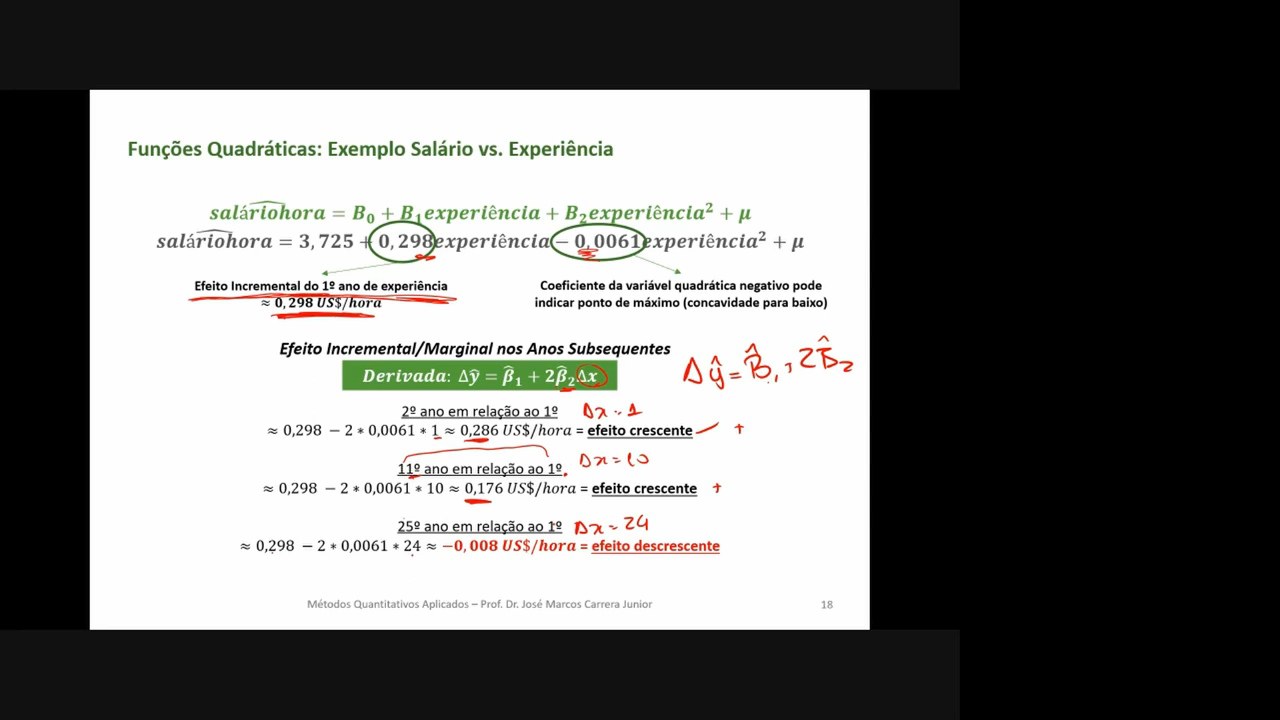 Funções Quadráticas: Exemplo Salário vs. Experiência
saláriohora = B₀ + B₁experiência + B₂experiência² + μ
saláriohora = 3,725 + 0,298experiência − 0,0061experiência² + μ
Efeito Incremental do 1º ano de experiência
≈ 0,298 US$/hora
Coeficiente da variável quadrática negativo pode
indicar ponto de máximo (concavidade para baixo)
Efeito Incremental/Marginal nos Anos Subsequentes
Derivada: Δŷ = β̂₁ + 2β̂₂Δx
Δŷ = B̂₁ + 2B̂₂
2º ano em relação ao 1º Δx = 1
≈ 0,298 − 2 ∗ 0,0061 ∗ 1 ≈ 0,286 US$/hora = efeito crescente +
11º ano em relação ao 1º Δx = 10
≈ 0,298 − 2 ∗ 0,0061 ∗ 10 ≈ 0,176 US$/hora = efeito crescente +
25º ano em relação ao 1º Δx = 24
≈ 0,298 − 2 ∗ 0,0061 ∗ 24 ≈ −0,008 US$/hora = efeito descrescente
Métodos Quantitativos Aplicados – Prof. Dr. José Marcos Carrera Junior
18